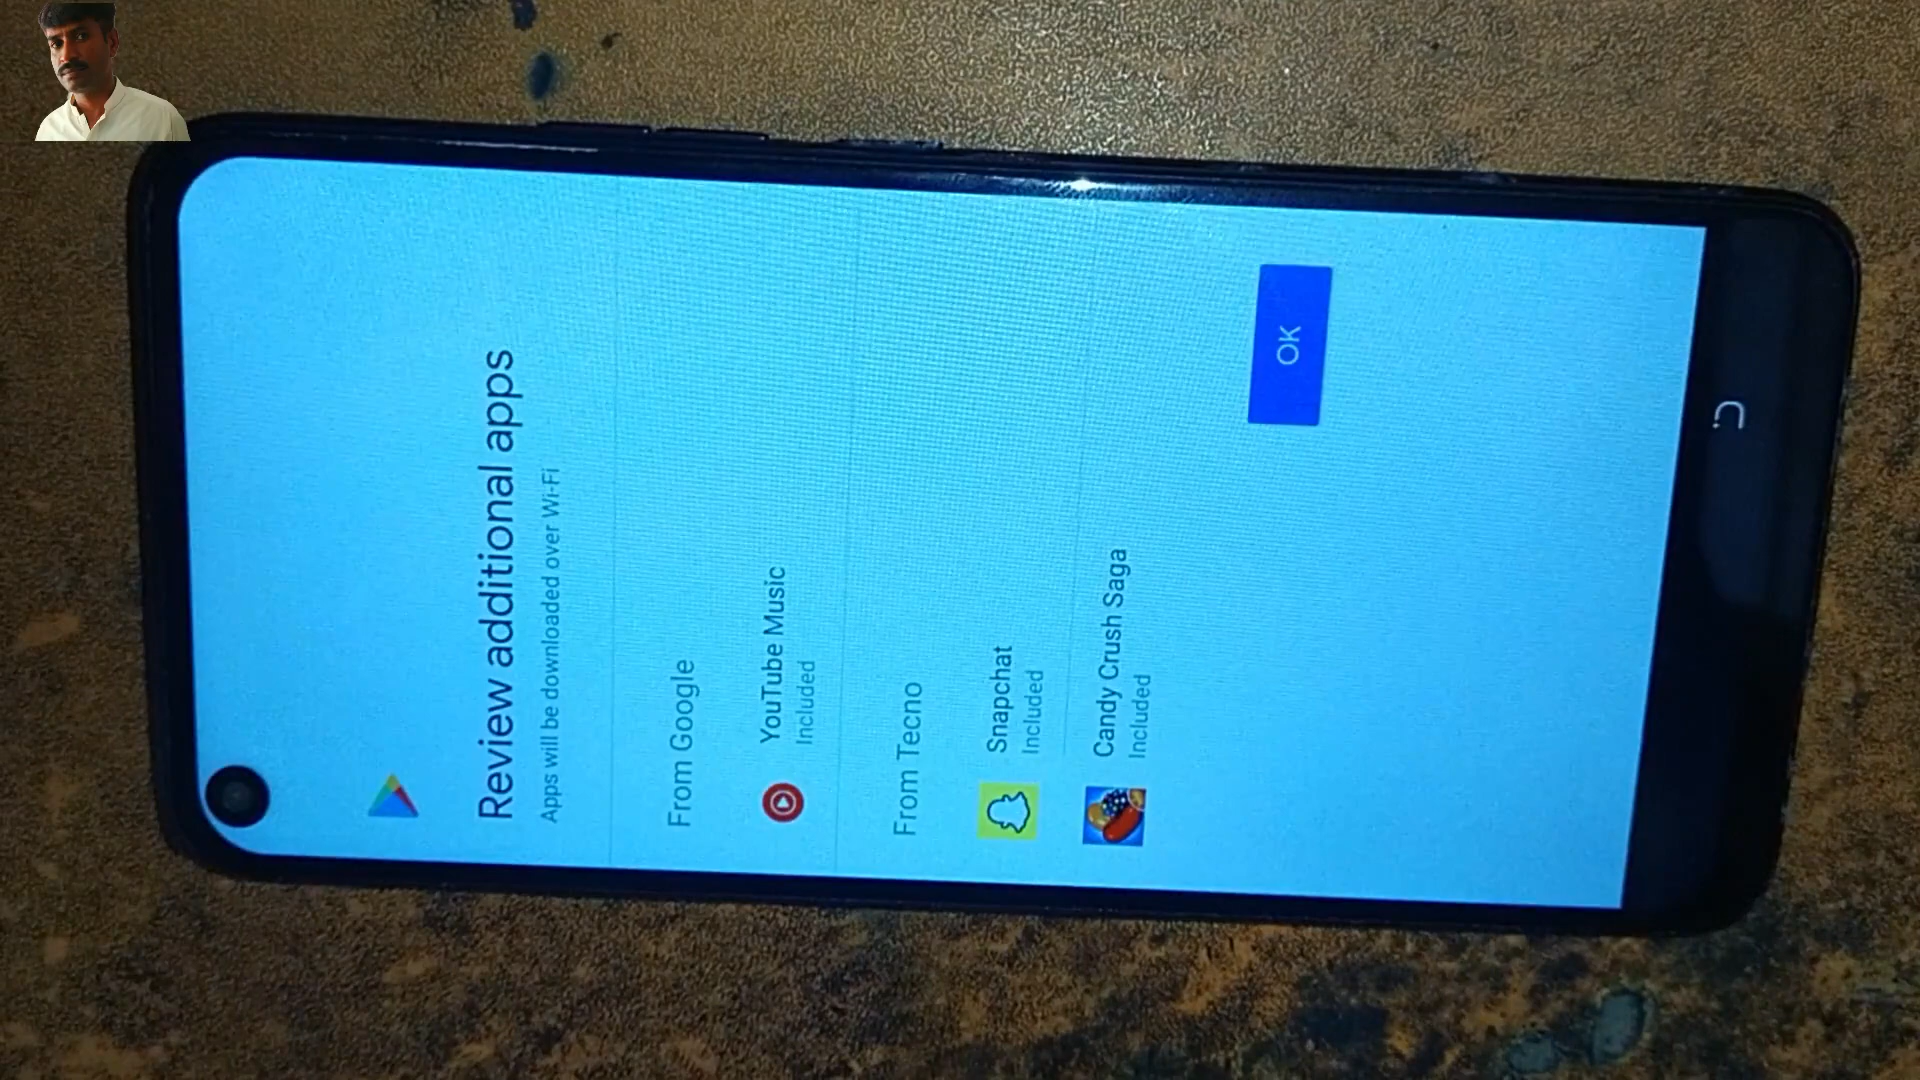 Review additional apps
Apps will be downloaded over Wi-Fi
From Google
YouTube Music
Included
From Tecno
Snapchat
Included
Candy Crush Saga
Included
OK